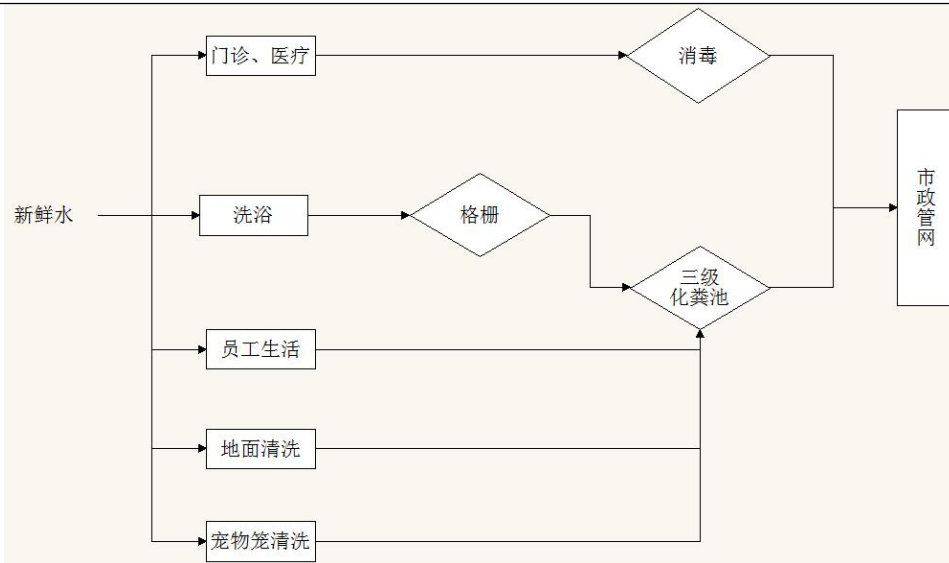 门诊、医疗
消毒
新鲜水
洗浴
格栅
市政管网
三级
化粪池
员工生活
地面清洗
宠物笼清洗